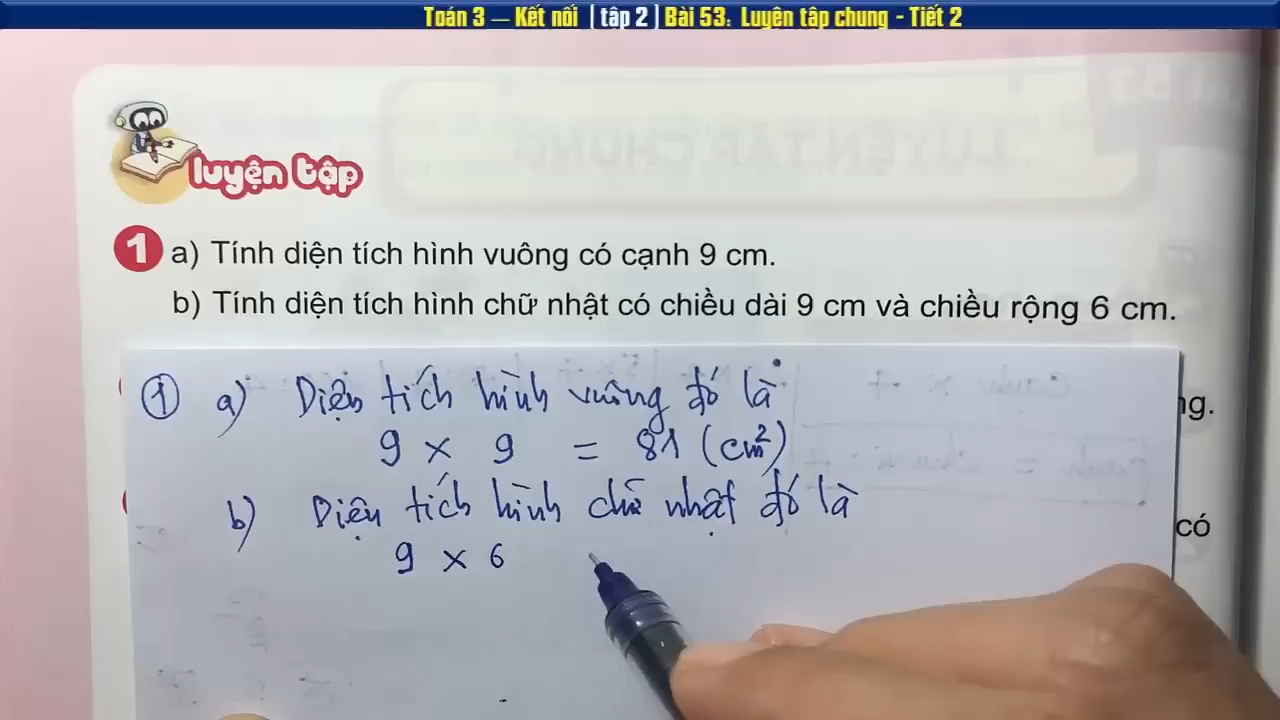 Toán 3 – Kết nối [ tập 2 ] Bài 53: Luyện tập chung - Tiết 2
luyện tập
1 a) Tính diện tích hình vuông có cạnh 9 cm.
b) Tính diện tích hình chữ nhật có chiều dài 9 cm và chiều rộng 6 cm.
① a) Diện tích hình vuông đó là
ng.
9 × 9 = 81 (cm²)
b) Diện tích hình chữ nhật đó là
có
9 × 6